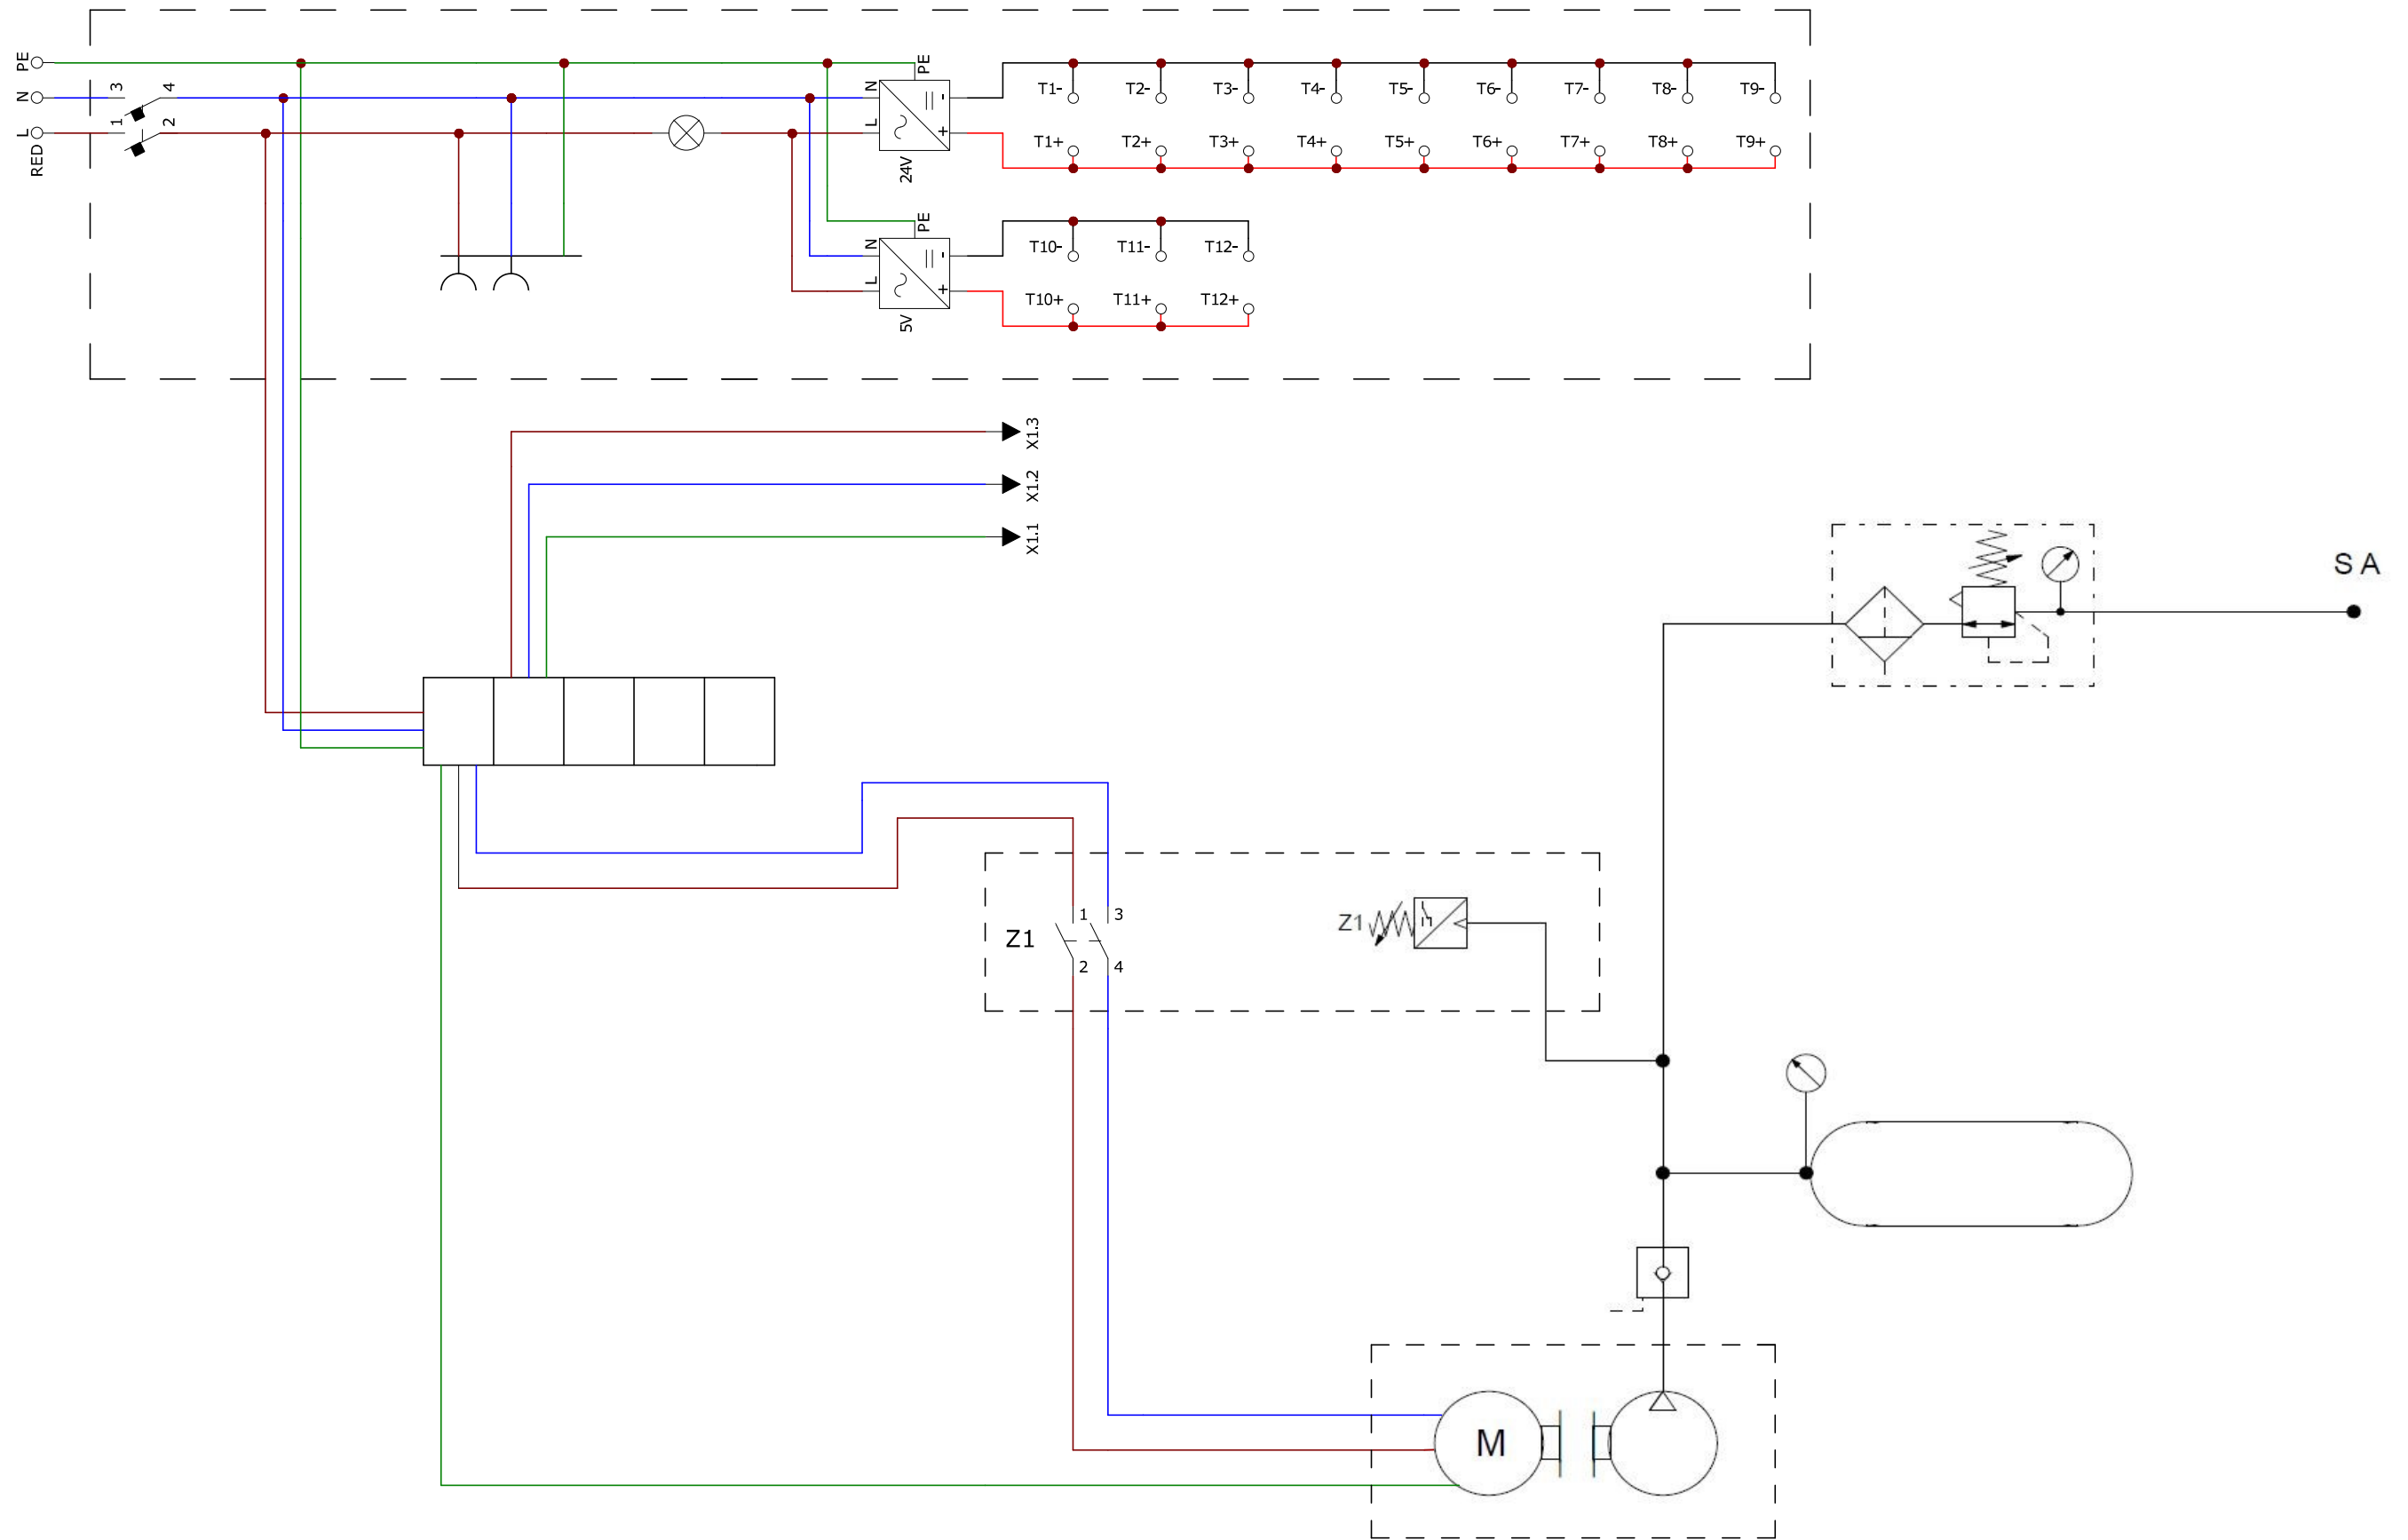 PE
N
L
RED
3
4
1
2
PE
N
L
-
+
24V
T1-
T2-
T3-
T4-
T5-
T6-
T7-
T8-
T9-
T1+
T2+
T3+
T4+
T5+
T6+
T7+
T8+
T9+
PE
N
L
-
+
5V
T10-
T11-
T12-
T10+
T11+
T12+
X1.3
X1.2
X1.1
S A
Z1
1
3
2
4
Z1
M